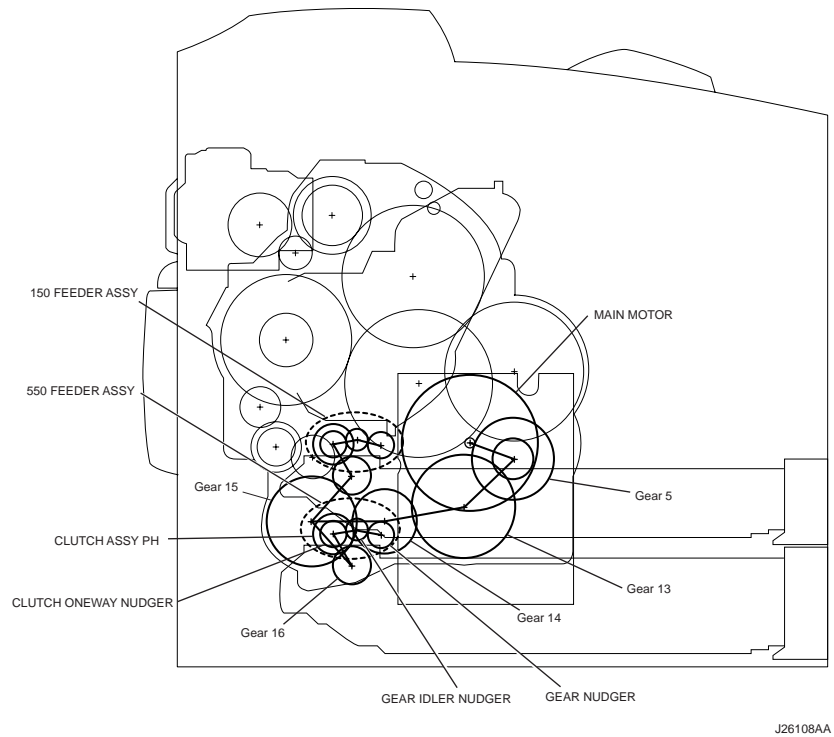 150 FEEDER ASSY
MAIN MOTOR
550 FEEDER ASSY
Gear 15
Gear 5
CLUTCH ASSY PH
Gear 13
CLUTCH ONEWAY NUDGER
Gear 14
Gear 16
GEAR IDLER NUDGER
GEAR NUDGER
J26108AA